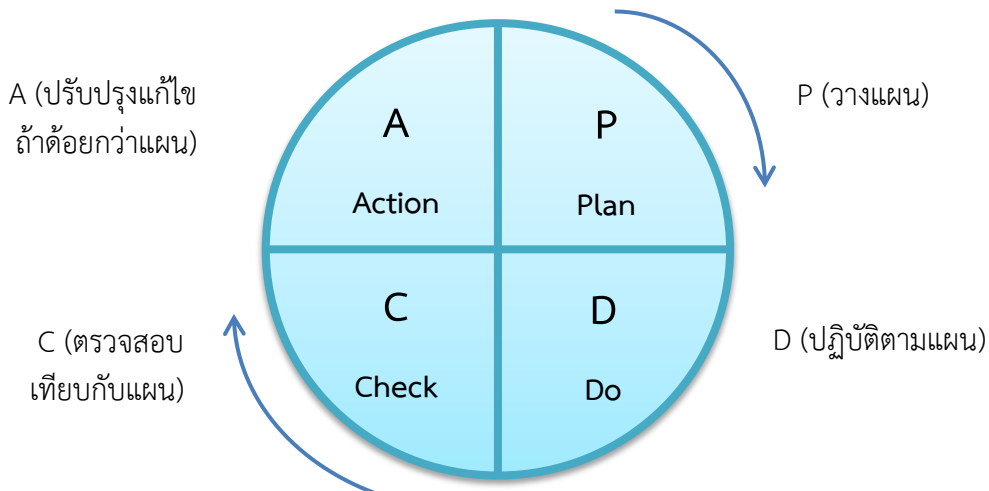 A (ปรับปรุงแก้ไข
ถ้าด้อยกว่าแผน)
A
Action
P
Plan
P (วางแผน)
C (ตรวจสอบ
เทียบกับแผน)
C
Check
D
Do
D (ปฏิบัติตามแผน)